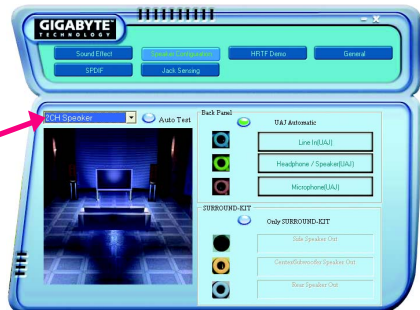 GIGABYTE™
TECHNOLOGY
Sound Effect
Speaker Configuration
HRTF Demo
General
SPDIF
Jack Sensing
2CH Speaker
Auto Test
Back Panel
UAJ Automatic
Line In(UAJ)
Headphone / Speaker(UAJ)
Microphone(UAJ)
SURROUND-KIT
Only SURROUND-KIT
Side Speaker Out
Center/Subwoofer Speaker Out
Rear Speaker Out